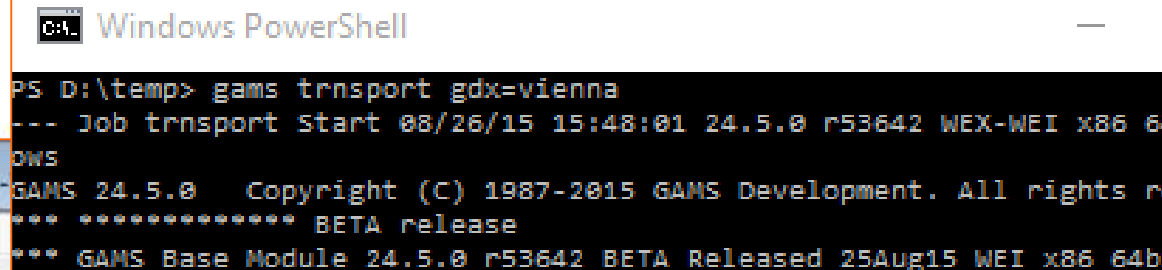 C:\. Windows PowerShell
PS D:\temp> gams trnsport gdx=vienna
--- Job trnsport Start 08/26/15 15:48:01 24.5.0 r53642 WEX-WEI x86 64
ows
GAMS 24.5.0   Copyright (C) 1987-2015 GAMS Development. All rights r
*** ************* BETA release
*** GAMS Base Module 24.5.0 r53642 BETA Released 25Aug15 WEI x86 64b